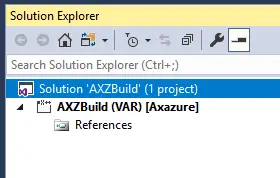 Solution Explorer
Search Solution Explorer (Ctrl+;)
Solution 'AXZBuild' (1 project)
AXZBuild (VAR) [Axazure]
References